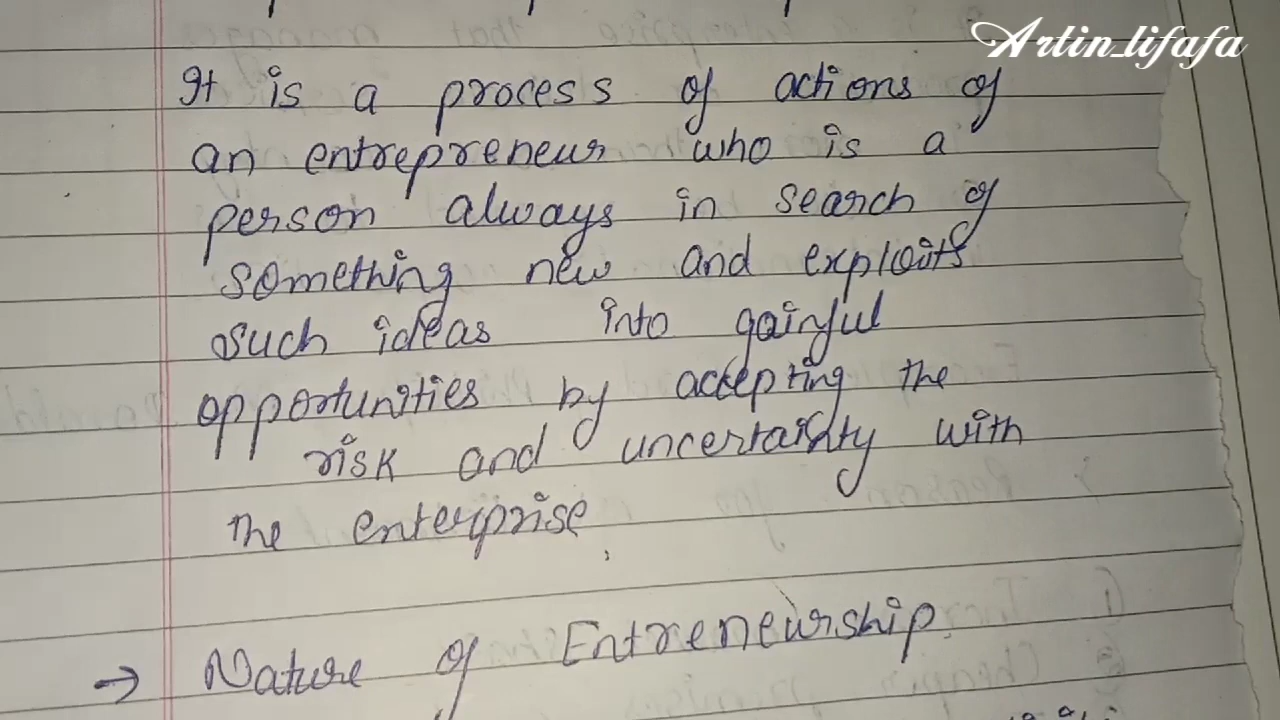 Artin_lifafa
It is a process of actions of
an entrepreneur who is a
person always in search of
something new and exploits
such ideas into gainful
opportunities by accepting the
risk and uncertainty with
the enterprise
→ Nature of Entreneurship